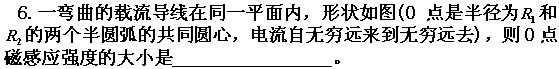 6. 一弯曲的载流导线在同一平面内，形状如图(O 点是半径为R₁和
R₂的两个半圆弧的共同圆心，电流自无穷远来到无穷远去)，则O点
磁感应强度的大小是________________。